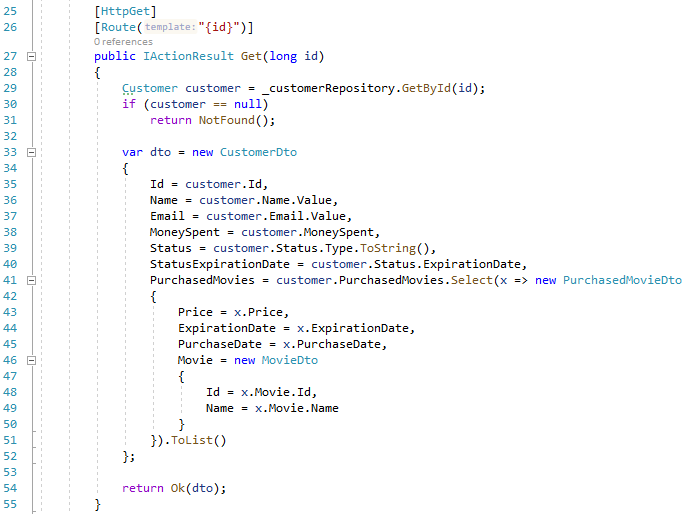 25 [HttpGet]
26 [Route(template:"{id}")]
0 references
27 public IActionResult Get(long id)
28 {
29 Customer customer = _customerRepository.GetById(id);
30 if (customer == null)
31 return NotFound();
32
33 var dto = new CustomerDto
34 {
35 Id = customer.Id,
36 Name = customer.Name.Value,
37 Email = customer.Email.Value,
38 MoneySpent = customer.MoneySpent,
39 Status = customer.Status.Type.ToString(),
40 StatusExpirationDate = customer.Status.ExpirationDate,
41 PurchasedMovies = customer.PurchasedMovies.Select(x => new PurchasedMovieDto
42 {
43 Price = x.Price,
44 ExpirationDate = x.ExpirationDate,
45 PurchaseDate = x.PurchaseDate,
46 Movie = new MovieDto
47 {
48 Id = x.Movie.Id,
49 Name = x.Movie.Name
50 }
51 }).ToList()
52 };
53
54 return Ok(dto);
55 }